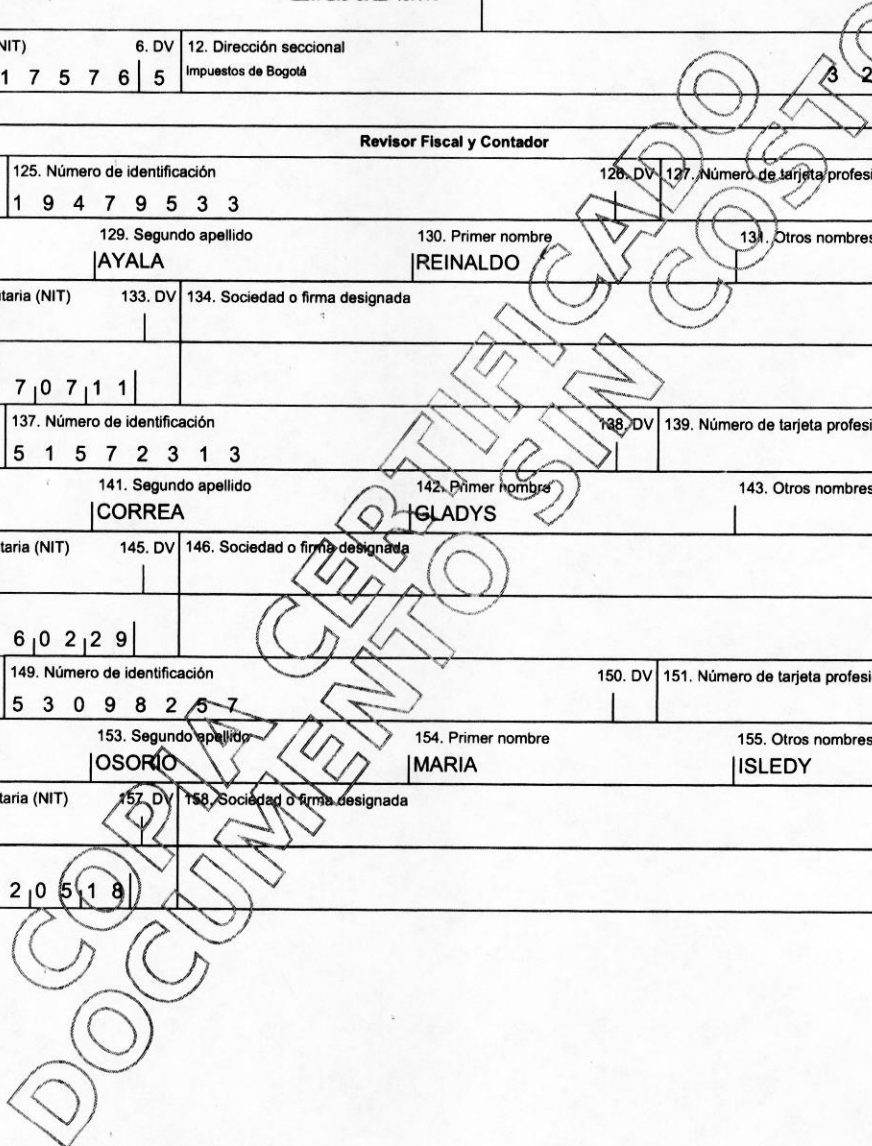 NIT) 6. DV 12. Dirección seccional
1 7 5 7 6 5 Impuestos de Bogotá 3 2
Revisor Fiscal y Contador
125. Número de identificación 126. DV 127. Número de tarjeta profesi
1 9 4 7 9 5 3 3
129. Segundo apellido 130. Primer nombre 131. Otros nombres
AYALA REINALDO
taria (NIT) 133. DV 134. Sociedad o firma designada
7 0 7 1 1
137. Número de identificación 138. DV 139. Número de tarjeta profesi
5 1 5 7 2 3 1 3
141. Segundo apellido 142. Primer nombre 143. Otros nombres
CORREA GLADYS
taria (NIT) 145. DV 146. Sociedad o firma designada
6 0 2 2 9
149. Número de identificación 150. DV 151. Número de tarjeta profesi
5 3 0 9 8 2 5 7
153. Segundo apellido 154. Primer nombre 155. Otros nombres
OSORIO MARIA ISLEDY
taria (NIT) 157. DV 158. Sociedad o firma designada
2 0 5 1 8
COPIA CERTIFICADO
DOCUMENTO SIN COSTO